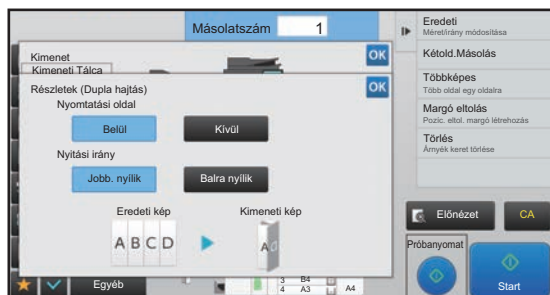 Másolatszám 1
Kimenet
OK
Kimeneti Tálca
Részletek (Dupla hajtás)
OK
Nyomtatási oldal
Belül
Kívül
Nyitási irány
Jobb. nyílik
Balra nyílik
Eredeti kép
Kimeneti kép
A B C D
A
Egyéb
3 B4
4 A3
A4
Eredeti
Méret/irány módosítása
Kétold.Másolás
Többképes
Több oldal egy oldalra
Margó eltolás
Pozic. eltol. margó létrehozás
Törlés
Árnyék keret törlése
Előnézet
CA
Próbanyomat
Start